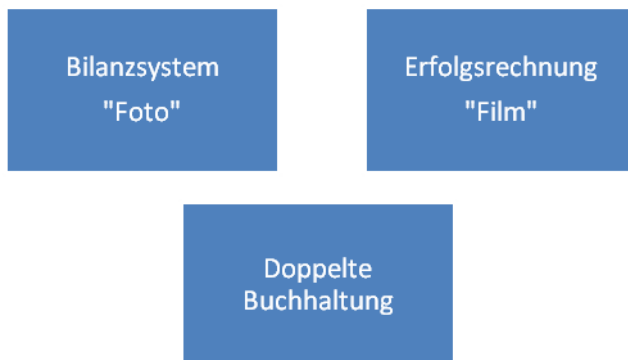 Bilanzsystem
"Foto"
Erfolgsrechnung
"Film"
Doppelte
Buchhaltung